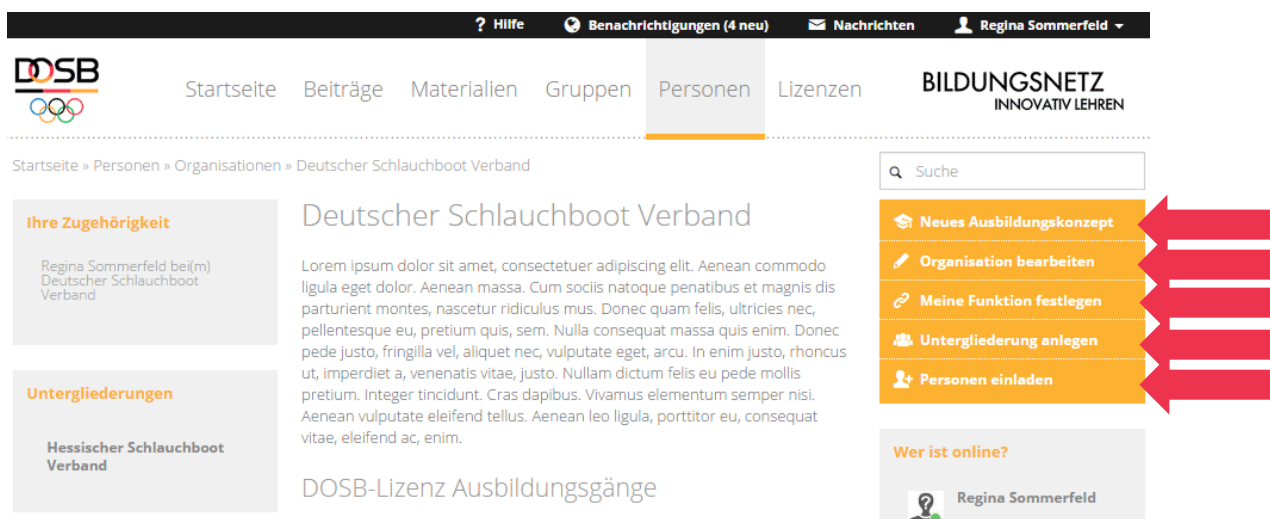 Hilfe Benachrichtigungen (4 neu) Nachrichten Regina Sommerfeld
DOSB
Startseite Beiträge Materialien Gruppen Personen Lizenzen
BILDUNGSNETZ
INNOVATIV LEHREN
Startseite » Personen » Organisationen » Deutscher Schlauchboot Verband
Suche
Ihre Zugehörigkeit
Regina Sommerfeld bei(m)
Deutscher Schlauchboot
Verband
Untergliederungen
Hessischer Schlauchboot
Verband
Deutscher Schlauchboot Verband
Lorem ipsum dolor sit amet, consectetuer adipiscing elit. Aenean commodo
ligula eget dolor. Aenean massa. Cum sociis natoque penatibus et magnis dis
parturient montes, nascetur ridiculus mus. Donec quam felis, ultricies nec,
pellentesque eu, pretium quis, sem. Nulla consequat massa quis enim. Donec
pede justo, fringilla vel, aliquet nec, vulputate eget, arcu. In enim justo, rhoncus
ut, imperdiet a, venenatis vitae, justo. Nullam dictum felis eu pede mollis
pretium. Integer tincidunt. Cras dapibus. Vivamus elementum semper nisi.
Aenean vulputate eleifend tellus. Aenean leo ligula, porttitor eu, consequat
vitae, eleifend ac, enim.
DOSB-Lizenz Ausbildungsgänge
Neues Ausbildungskonzept
Organisation bearbeiten
Meine Funktion festlegen
Untergliederung anlegen
Personen einladen
Wer ist online?
Regina Sommerfeld